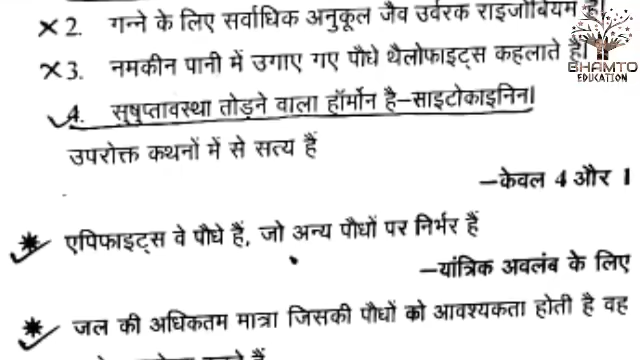 2. गन्ने के लिए सर्वाधिक अनुकूल जैव उर्वरक राइजोबियम है।
3. नमकीन पानी में उगाए गए पौधे थैलोफाइट्स कहलाते हैं।
4. सुषुप्तावस्था तोड़ने वाला हॉर्मोन है–साइटोकाइनिन।
उपरोक्त कथनों में से सत्य हैं
–केवल 4 और 1
एपिफाइट्स वे पौधे हैं, जो अन्य पौधों पर निर्भर हैं
–यांत्रिक अवलंब के लिए
जल की अधिकतम मात्रा जिसकी पौधों को आवश्यकता होती है वह
BHAMTO
EDUCATION